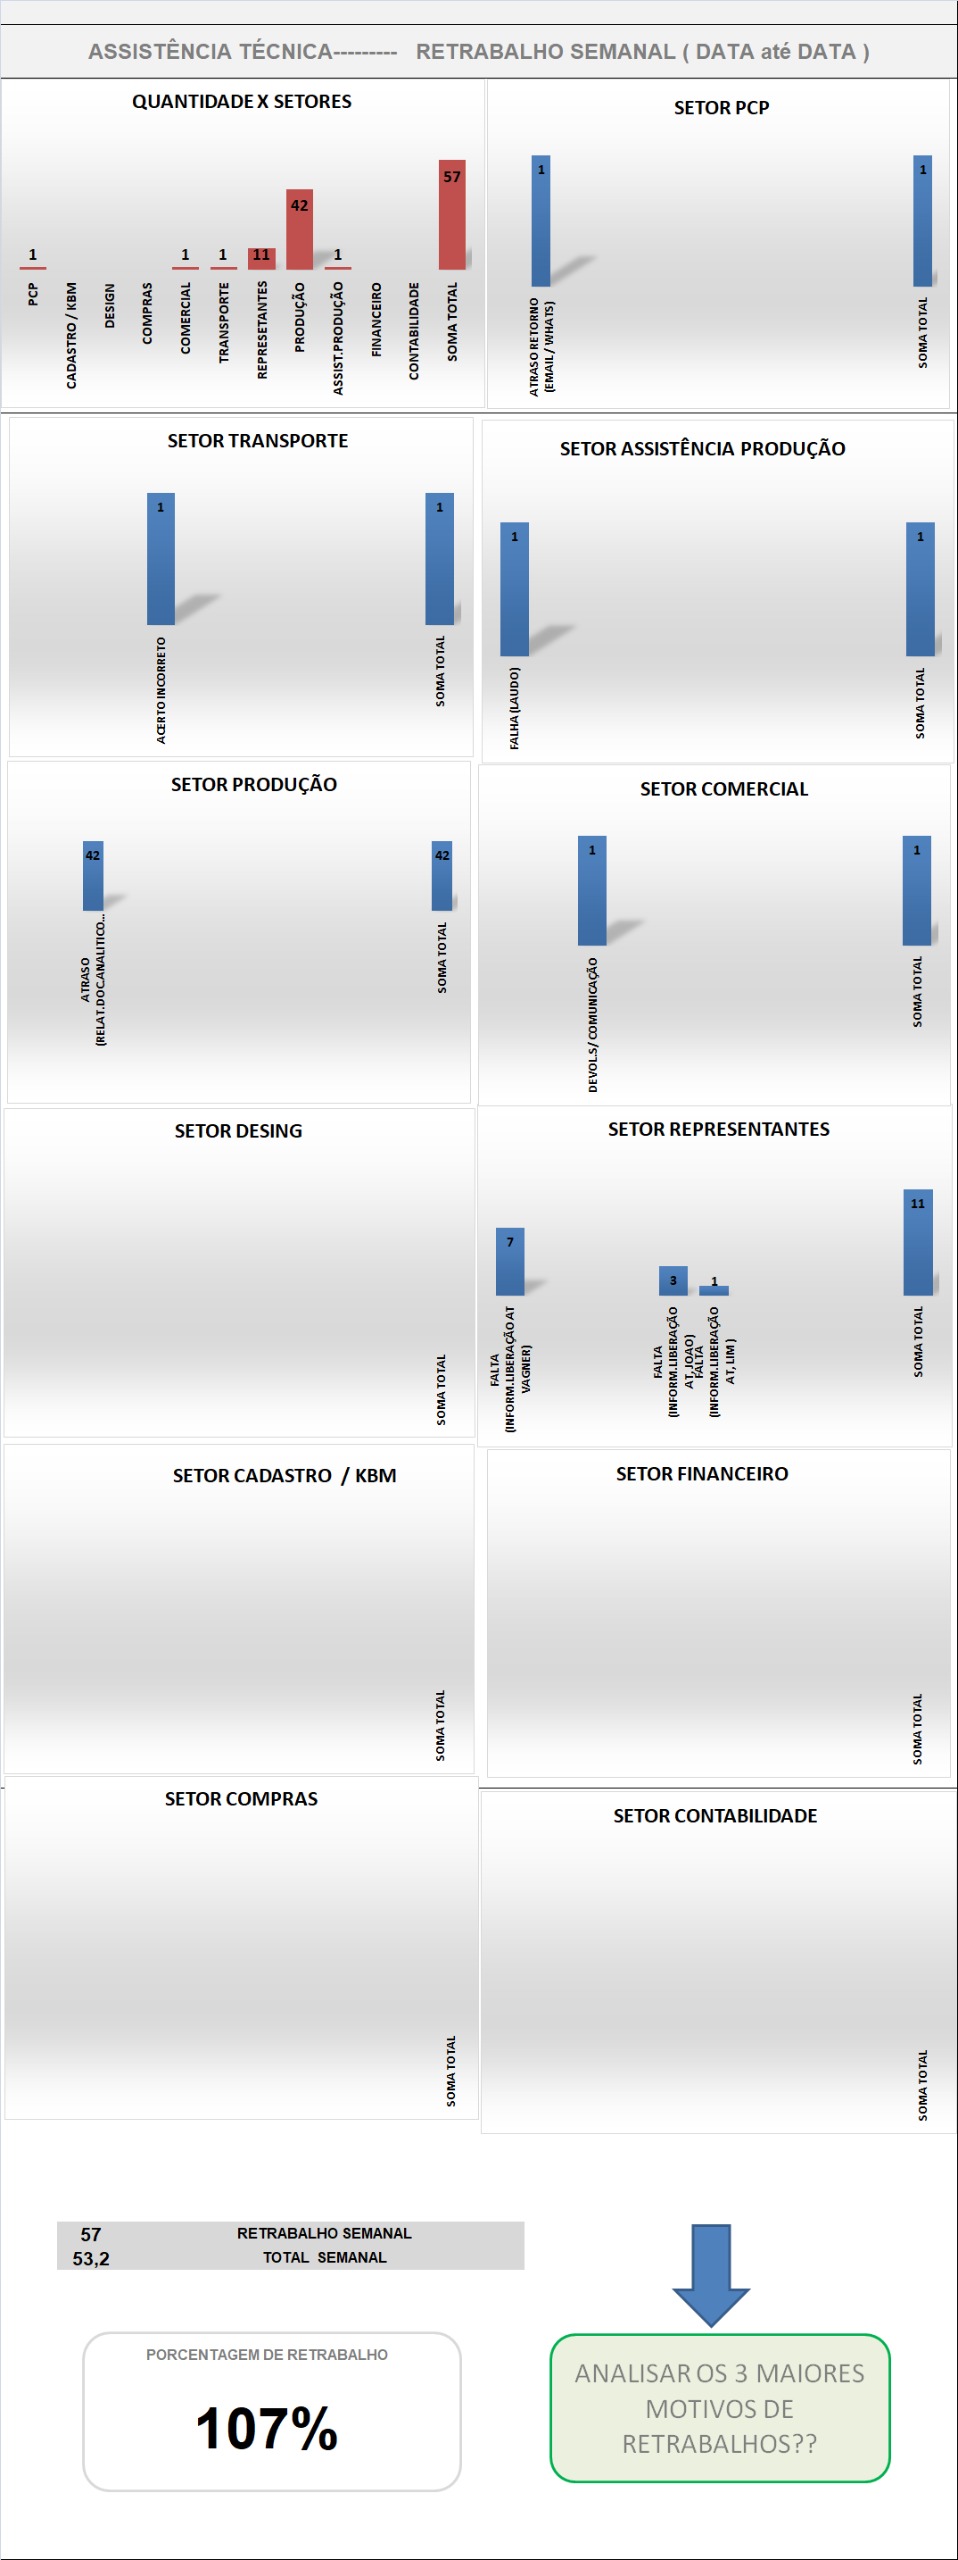 ASSISTÊNCIA TÉCNICA--------- RETRABALHO SEMANAL ( DATA até DATA )
QUANTIDADE X SETORES
1
1
1
11
42
1
57
PCP
CADASTRO / KBM
DESIGN
COMPRAS
COMERCIAL
TRANSPORTE
REPRESETANTES
PRODUÇÃO
ASSIST.PRODUÇÃO
FINANCEIRO
CONTABILIDADE
SOMA TOTAL
SETOR PCP
1
1
ATRASO RETORNO
(EMAIL / WHATS)
SOMA TOTAL
SETOR TRANSPORTE
1
1
ACERTO INCORRETO
SOMA TOTAL
SETOR ASSISTÊNCIA PRODUÇÃO
1
1
FALHA (LAUDO)
SOMA TOTAL
SETOR PRODUÇÃO
42
42
ATRASO
(RELAT.DOC.ANALITICO...
SOMA TOTAL
SETOR COMERCIAL
1
1
DEVOL.S/ COMUNICAÇÃO
SOMA TOTAL
SETOR DESING
SOMA TOTAL
SETOR REPRESENTANTES
7
3
1
11
FALTA
(INFORM.LIBERAÇÃO AT
VAGNER)
FALTA
(INFORM.LIBERAÇÃO
AT, JOAO)
FALTA
(INFORM.LIBERAÇÃO
AT, LIM )
SOMA TOTAL
SETOR CADASTRO / KBM
SOMA TOTAL
SETOR FINANCEIRO
SOMA TOTAL
SETOR COMPRAS
SOMA TOTAL
SETOR CONTABILIDADE
SOMA TOTAL
57 RETRABALHO SEMANAL
53,2 TOTAL SEMANAL
PORCENTAGEM DE RETRABALHO
107%
ANALISAR OS 3 MAIORES
MOTIVOS DE
RETRABALHOS??